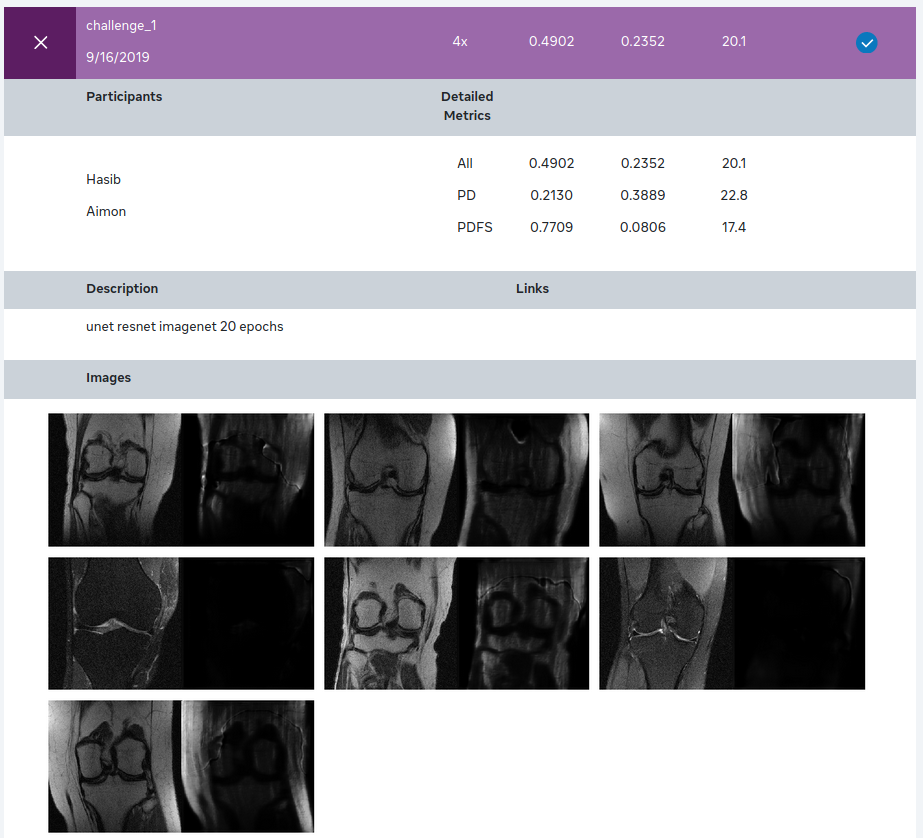 challenge_1
9/16/2019
4x 0.4902 0.2352 20.1
Participants
Detailed
Metrics
Hasib
Aimon
All 0.4902 0.2352 20.1
PD 0.2130 0.3889 22.8
PDFS 0.7709 0.0806 17.4
Description Links
unet resnet imagenet 20 epochs
Images